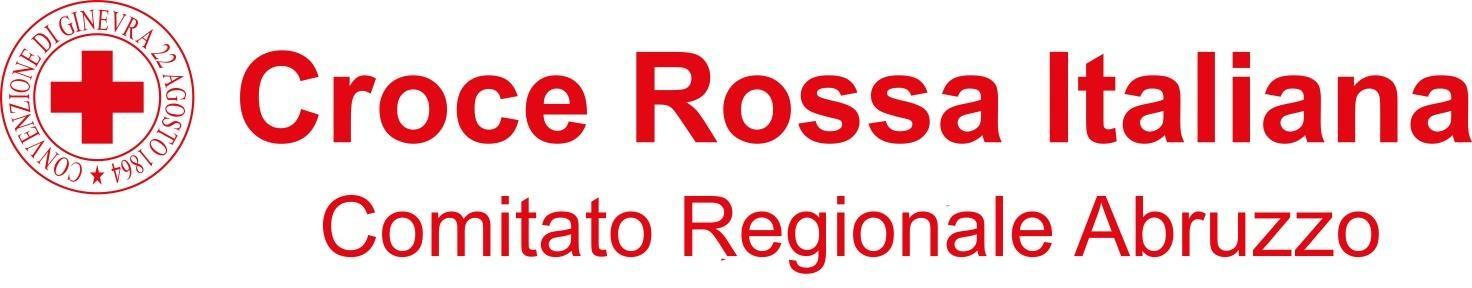 CONVENZIONE DI GINEVRA 22 AGOSTO 1864 ★
Croce Rossa Italiana
Comitato Regionale Abruzzo